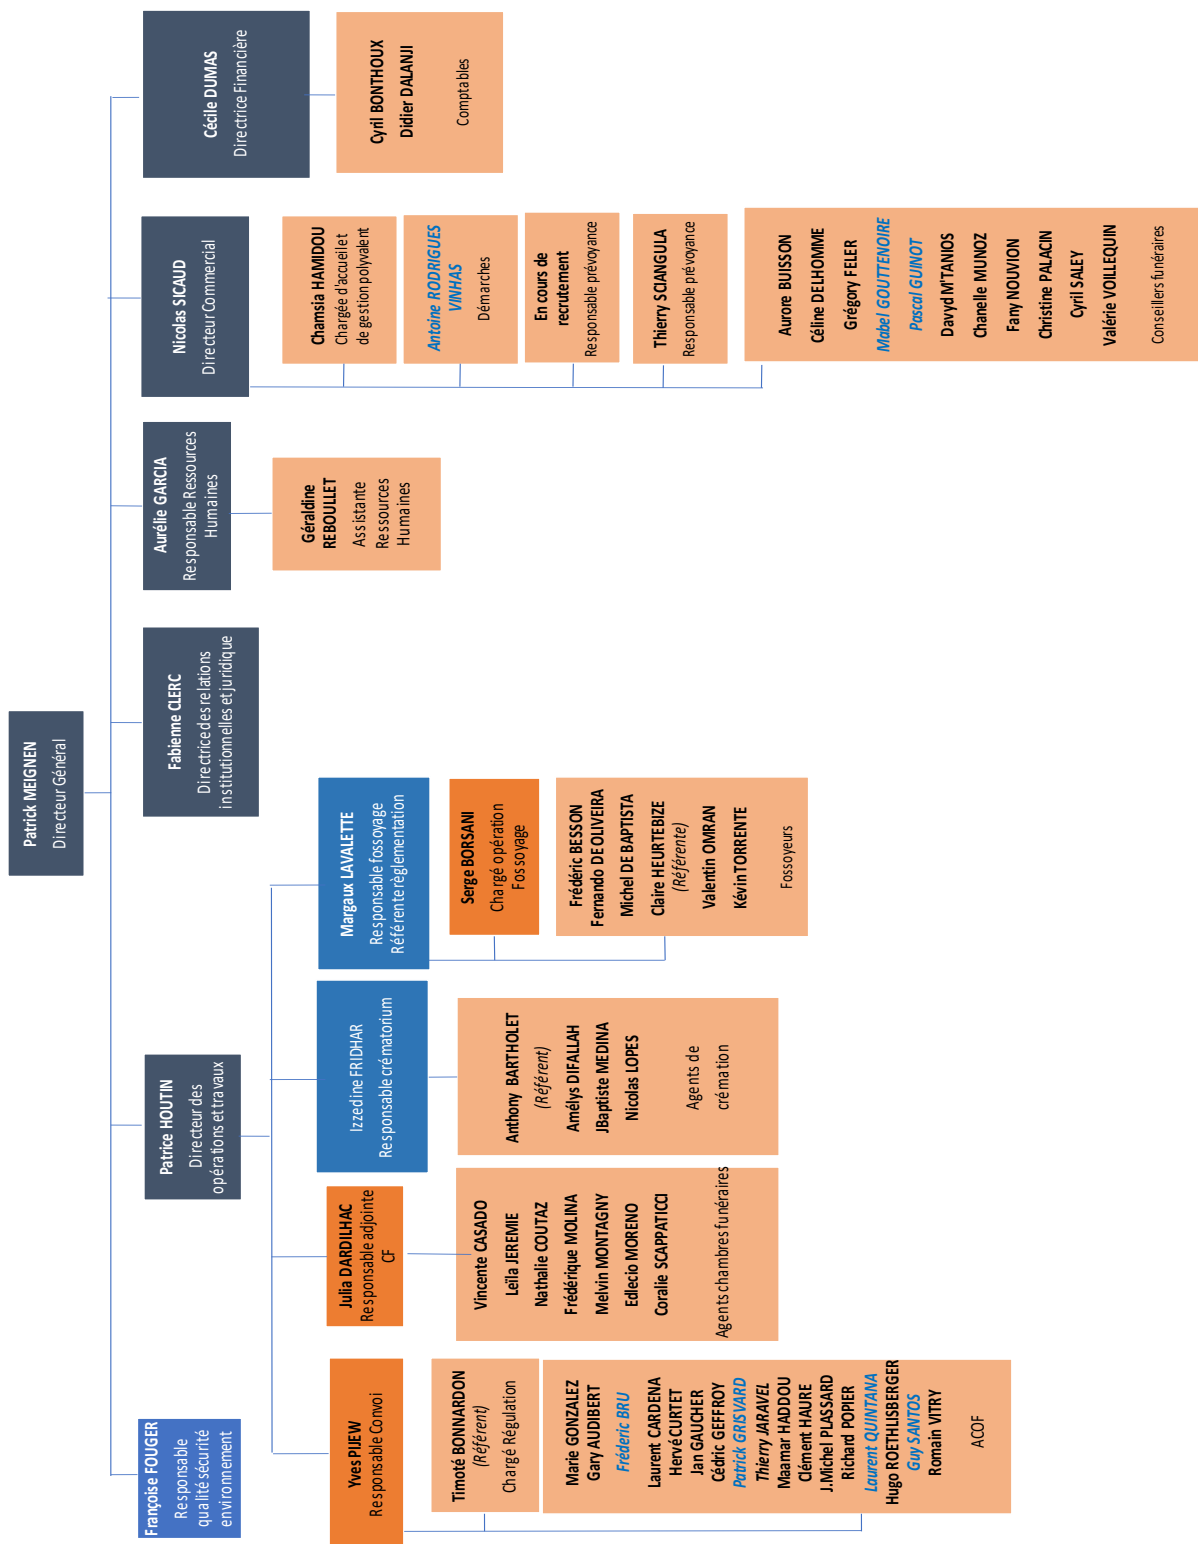 Patrick MEIGNEN
Directeur Général
Françoise FOUGER
Responsable
qualité sécurité
environnement
Patrice HOUTIN
Directeur des
opérations et travaux
Fabienne CLERC
Directrice des relations
institutionnelles et juridique
Aurélie GARCIA
Responsable Ressources
Humaines
Nicolas SICAUD
Directeur Commercial
Cécile DUMAS
Directrice Financière
Yves PIJEW
Responsable Convoi
Timoté BONNARDON
(Référent)
Chargé Régulation
Marie GONZALEZ
Gary AUDIBERT
Fréderic BRU
Laurent CARDENA
Hervé CURTET
Jan GAUCHER
Cédric GEFFROY
Patrick GRISVARD
Thierry JARAVEL
Maamar HADDOU
Clément HAURE
J.Michel PLASSARD
Richard POPIER
Laurent QUINTANA
Hugo ROETHLISBERGER
Guy SANTOS
Romain VITRY
ACOF
Julia DARDILHAC
Responsable adjointe
CF
Vincente CASADO
Leïla JEREMIE
Nathalie COUTAZ
Frédérique MOLINA
Melvin MONTAGNY
Edlecio MORENO
Coralie SCAPPATICCI
Agents chambres funéraires
Izzedine FRIDHAR
Responsable crématorium
Anthony BARTHOLET
(Référent)
Amélys DIFALLAH
JBaptiste MEDINA
Nicolas LOPES
Agents de
crémation
Margaux LAVALETTE
Responsable fossoyage
Référente règlementation
Serge BORSANI
Chargé opération
Fossoyage
Frédéric BESSON
Fernando DE OLIVEIRA
Michel DE BAPTISTA
Claire HEURTEBIZE
(Référente)
Valentin OMRAN
Kévin TORRENTE
Fossoyeurs
Géraldine
REBOULLET
Assistante
Ressources
Humaines
Chamsia HAMIDOU
Chargée d'accueil et
de gestion polyvalent
Antoine RODRIGUES
VINHAS
Démarches
En cours de
recrutement
Responsable prévoyance
Thierry SCIANGULA
Responsable prévoyance
Aurore BUISSON
Céline DELHOMME
Grégory FELER
Mabel GOUTTENOIRE
Pascal GUINOT
Davyd M'TANIOS
Chanelle MUNOZ
Fany NOUVION
Christine PALACIN
Cyril SALEY
Valérie VOILLEQUIN
Conseillers funéraires
Cyril BONTHOUX
Didier DALANJI
Comptables